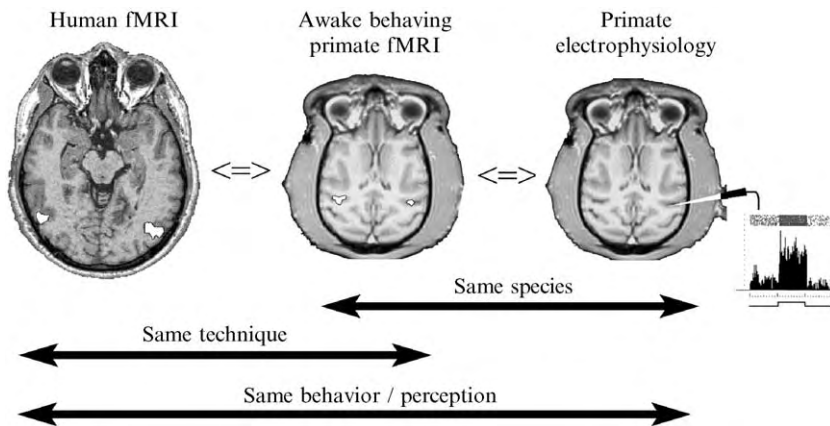 Human fMRI
Awake behaving
primate fMRI
Primate
electrophysiology
<=>
<=>
Same species
Same technique
Same behavior / perception